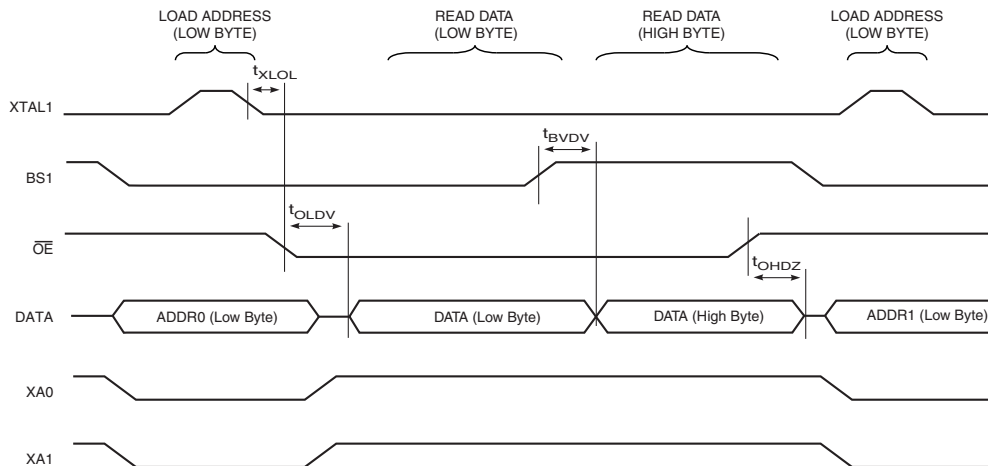 LOAD ADDRESS
(LOW BYTE)
READ DATA
(LOW BYTE)
READ DATA
(HIGH BYTE)
LOAD ADDRESS
(LOW BYTE)
tXLOL
XTAL1
tBVDV
BS1
tOLDV
OE
tOHDZ
DATA
ADDR0 (Low Byte)
DATA (Low Byte)
DATA (High Byte)
ADDR1 (Low Byte)
XA0
XA1